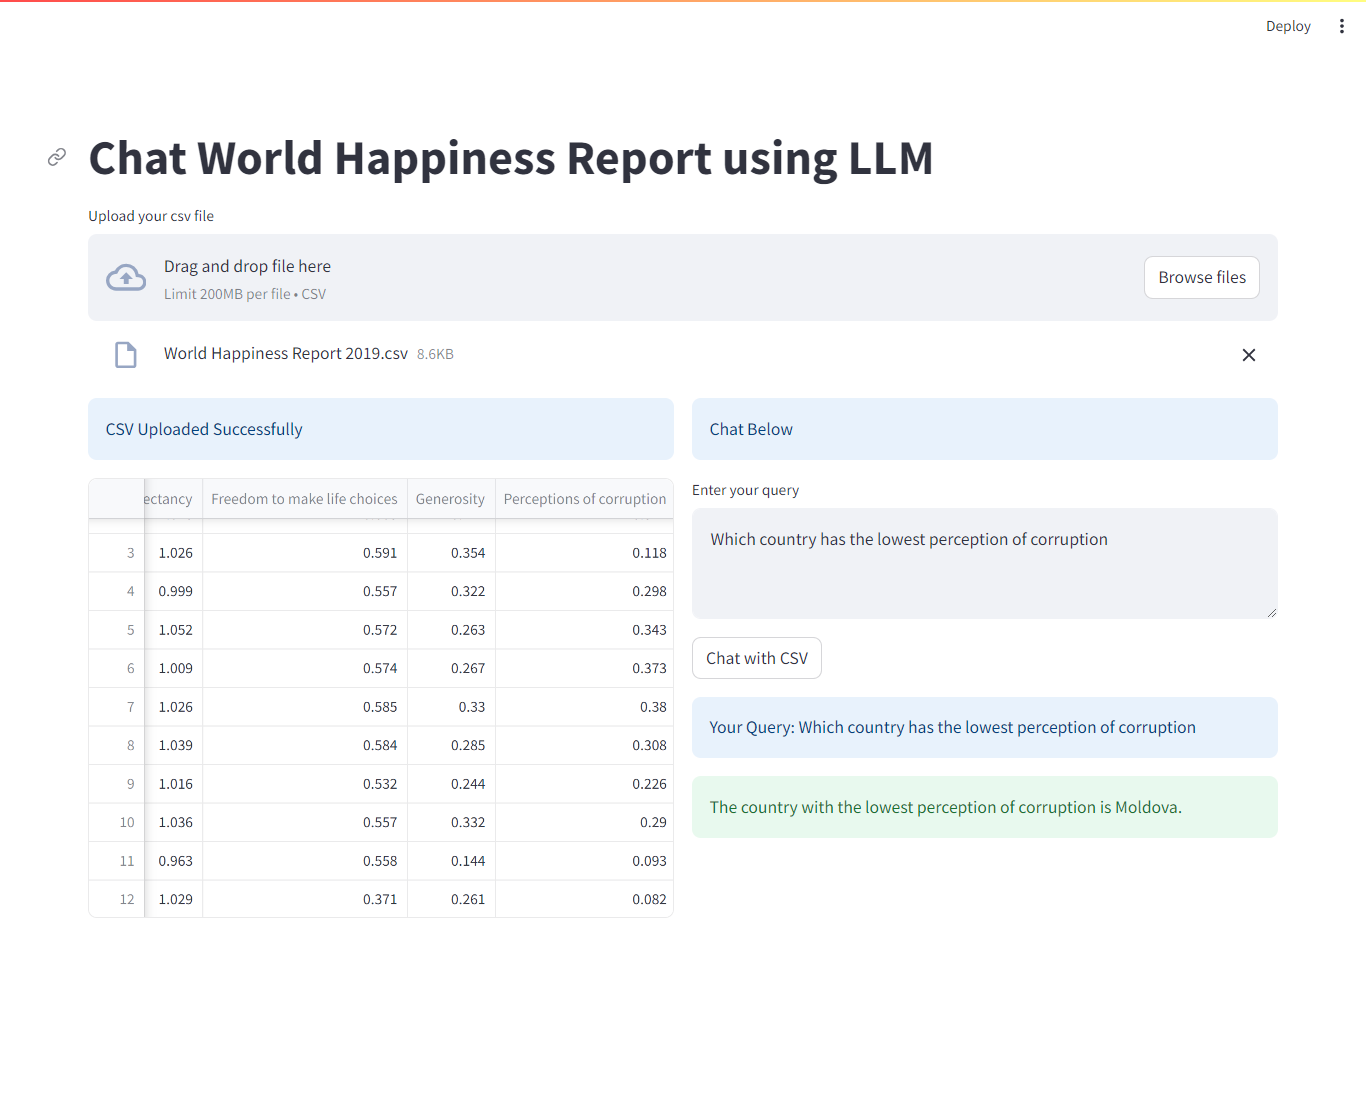 Deploy
Chat World Happiness Report using LLM
Upload your csv file
Drag and drop file here
Limit 200MB per file • CSV
Browse files
World Happiness Report 2019.csv 8.6KB
CSV Uploaded Successfully
ectancy Freedom to make life choices Generosity Perceptions of corruption
3 1.026 0.591 0.354 0.118
4 0.999 0.557 0.322 0.298
5 1.052 0.572 0.263 0.343
6 1.009 0.574 0.267 0.373
7 1.026 0.585 0.33 0.38
8 1.039 0.584 0.285 0.308
9 1.016 0.532 0.244 0.226
10 1.036 0.557 0.332 0.29
11 0.963 0.558 0.144 0.093
12 1.029 0.371 0.261 0.082
Chat Below
Enter your query
Which country has the lowest perception of corruption
Chat with CSV
Your Query: Which country has the lowest perception of corruption
The country with the lowest perception of corruption is Moldova.